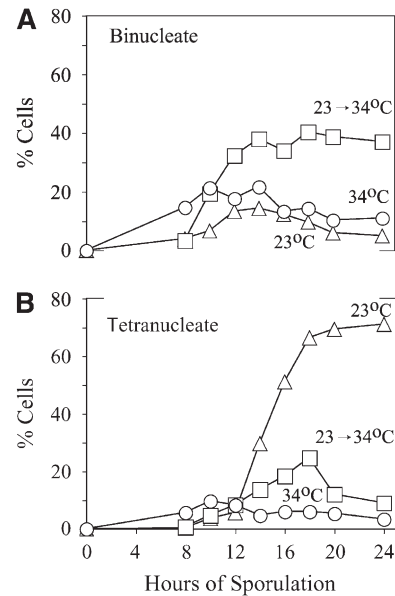 A
80
Binucleate
60
% Cells
23→34°C
40
20
34°C
23°C
0
B
80
23°C
Tetranucleate
60
% Cells
40
23→34°C
20
34°C
0
0 4 8 12 16 20 24
Hours of Sporulation